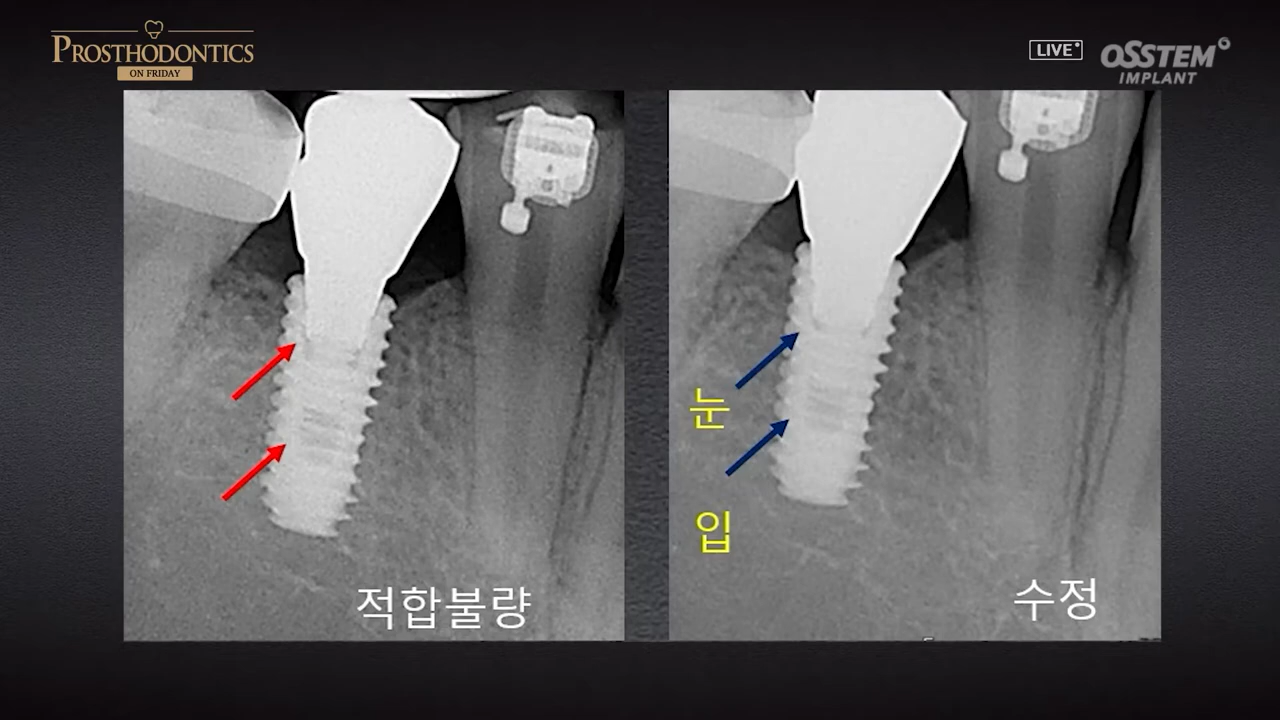 PROSTHODONTICS
ON FRIDAY
LIVE
OSSTEM
IMPLANT
눈
입
적합불량
수정